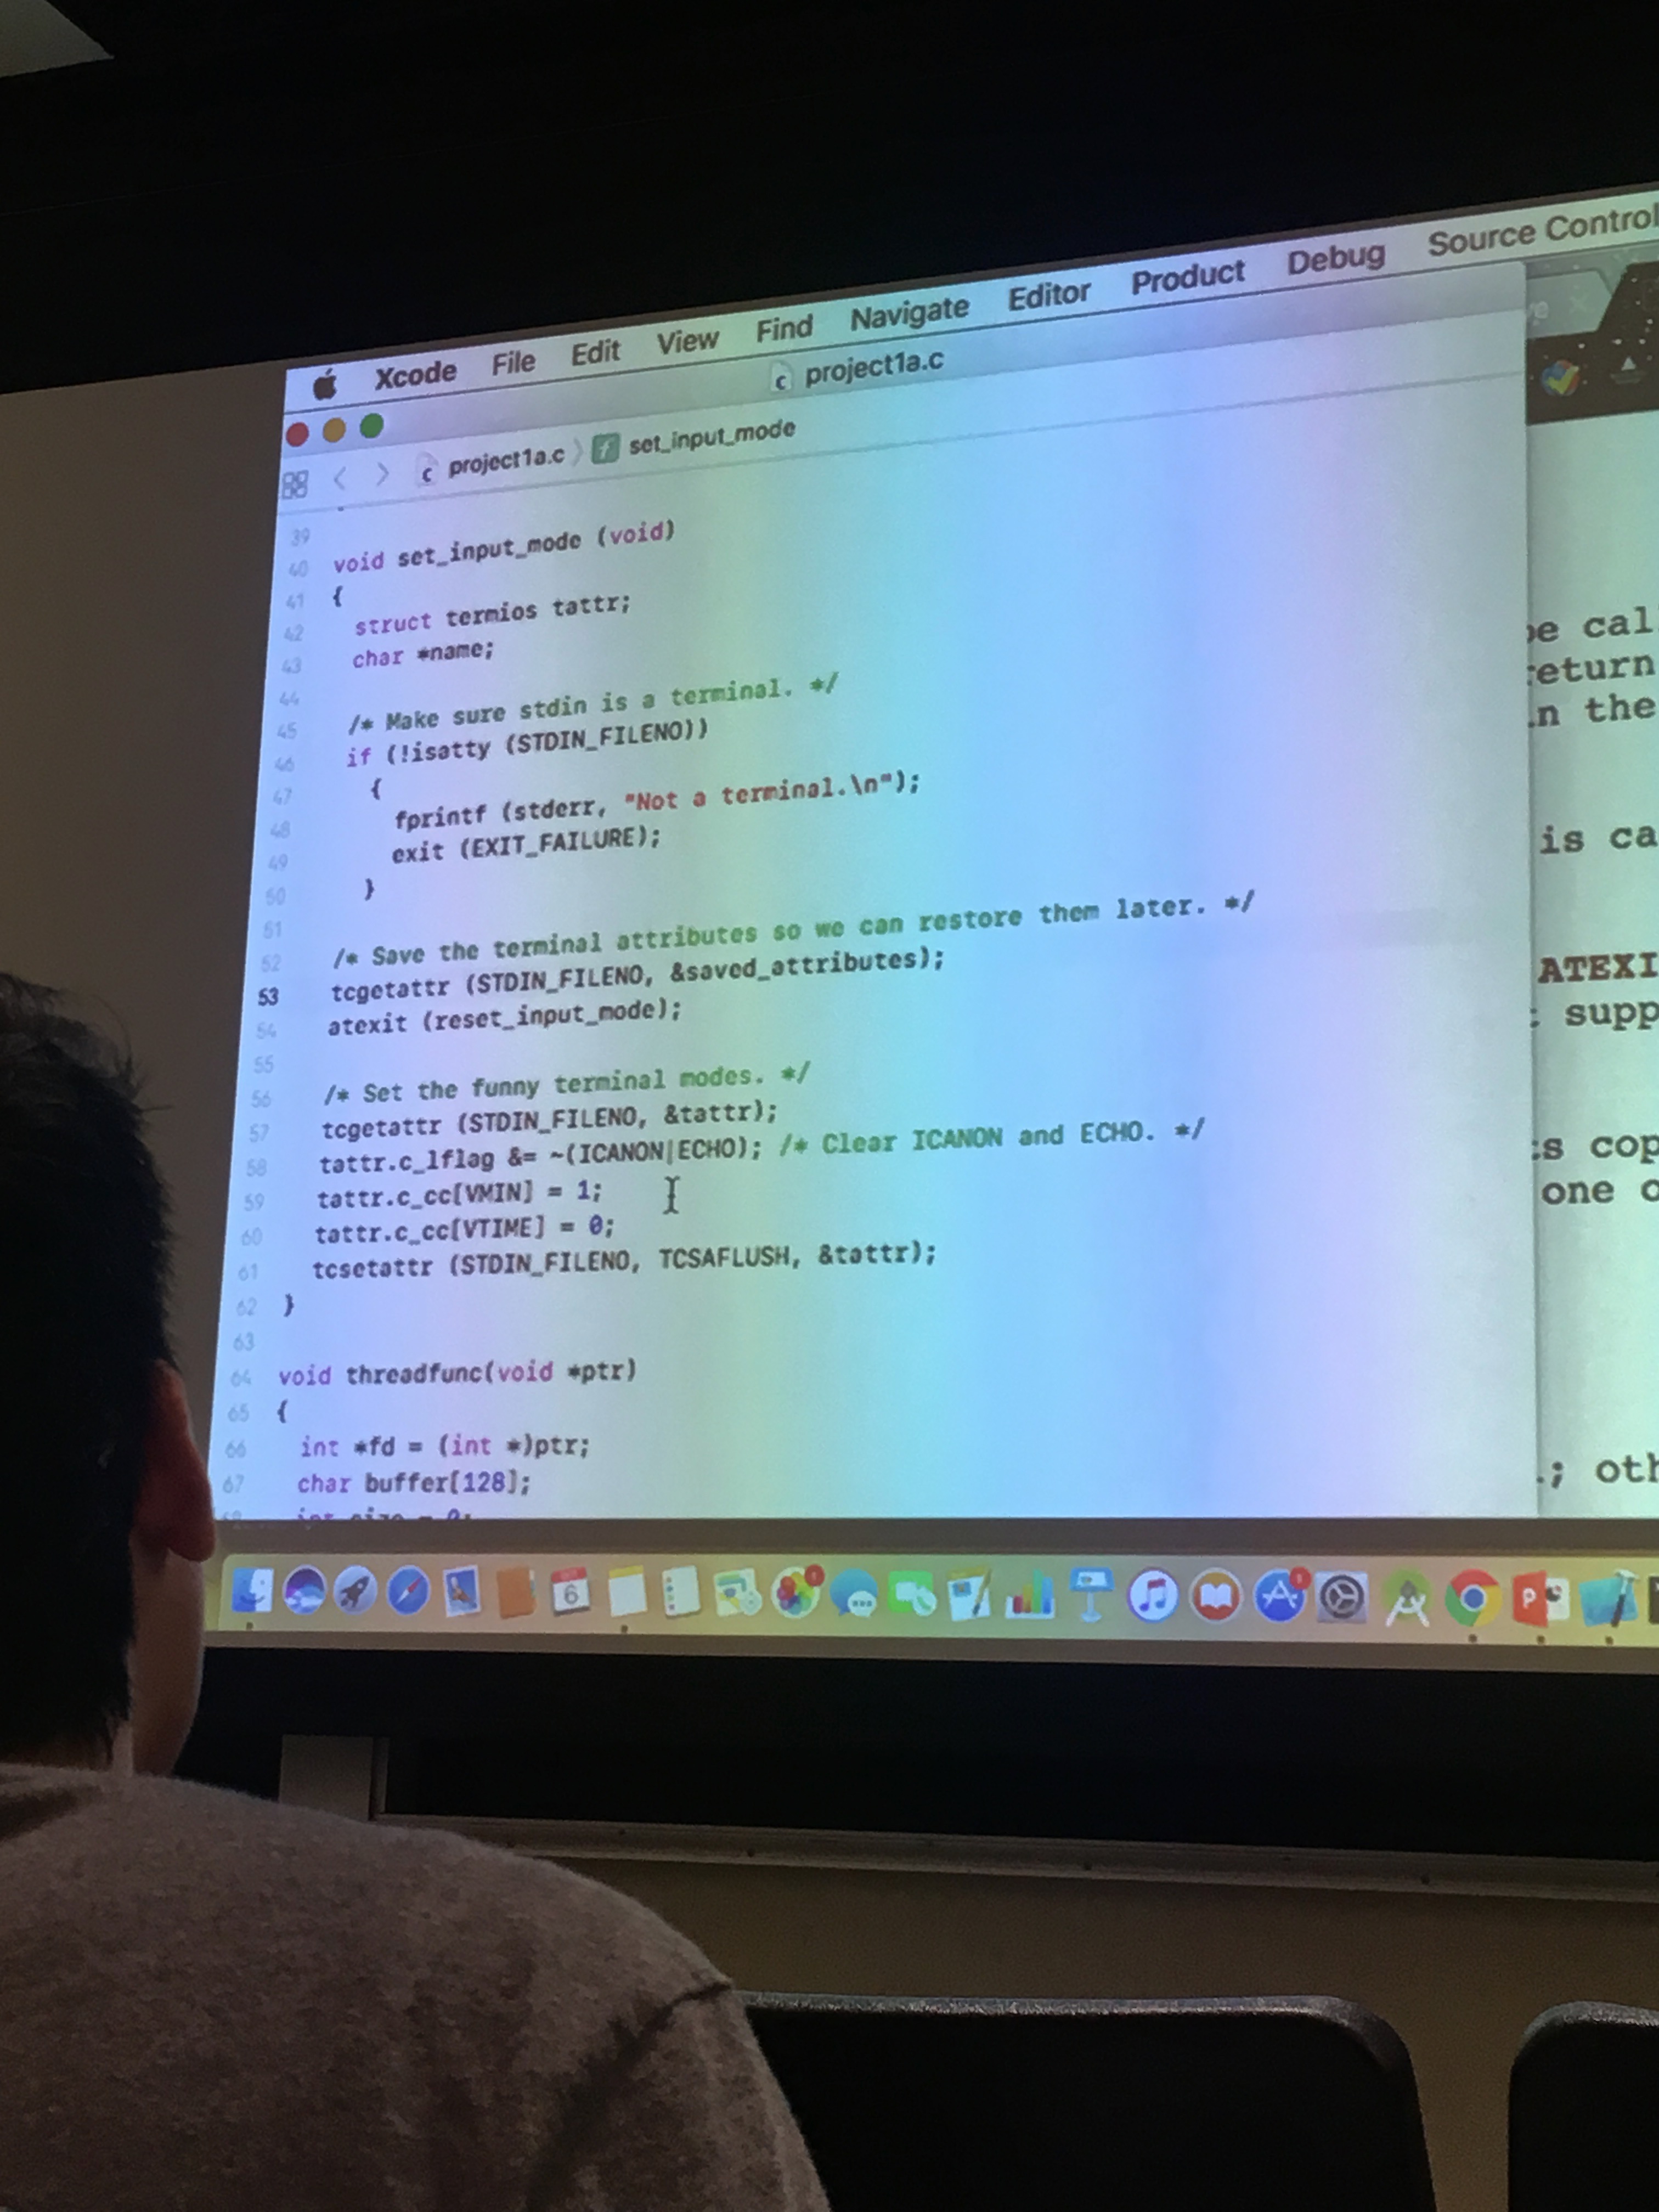 Xcode File Edit View Find Navigate Editor Product Debug Source Control
project1a.c
project1a.c set_input_mode
39
40 void set_input_mode (void)
41 {
42 struct termios tattr;
43 char *name;
44
45 /* Make sure stdin is a terminal. */
46 if (!isatty (STDIN_FILENO))
47 {
48 fprintf (stderr, "Not a terminal.\n");
49 exit (EXIT_FAILURE);
50 }
51
52 /* Save the terminal attributes so we can restore them later. */
53 tcgetattr (STDIN_FILENO, &saved_attributes);
54 atexit (reset_input_mode);
55
56 /* Set the funny terminal modes. */
57 tcgetattr (STDIN_FILENO, &tattr);
58 tattr.c_lflag &= ~(ICANON|ECHO); /* Clear ICANON and ECHO. */
59 tattr.c_cc[VMIN] = 1;
60 tattr.c_cc[VTIME] = 0;
61 tcsetattr (STDIN_FILENO, TCSAFLUSH, &tattr);
62 }
63
64 void threadfunc(void *ptr)
65 {
66 int *fd = (int *)ptr;
67 char buffer[128];
be cal
return
in the
is ca
ATEXI
supp
s cop
one o
; oth
6